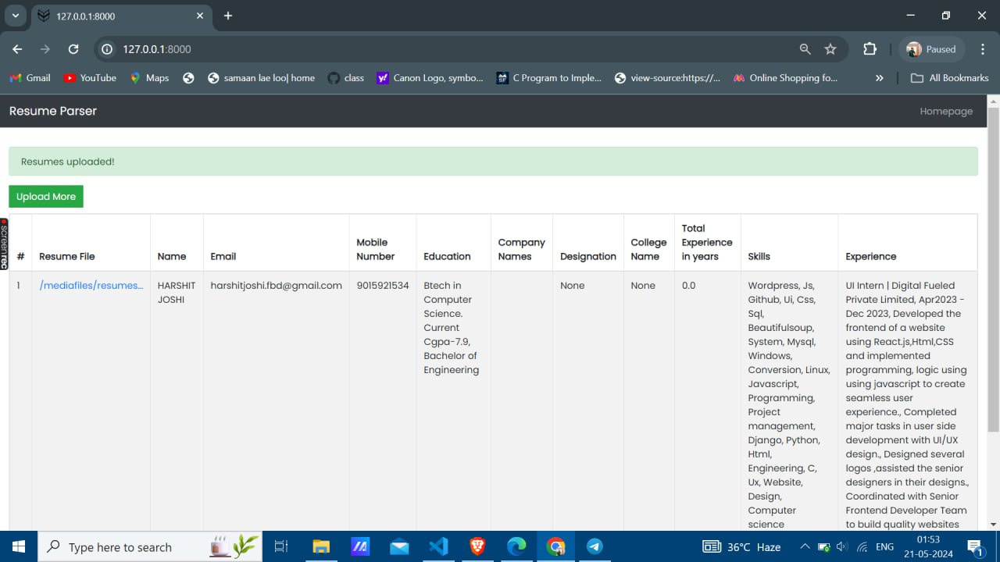 127.0.0.1:8000
127.0.0.1:8000
Paused
Gmail
YouTube
Maps
samaan lae loo| home
class
Canon Logo, symbo...
C Program to Imple...
view-source:https://...
Online Shopping fo...
»
All Bookmarks
Resume Parser
Homepage
Resumes uploaded!
Upload More
screenrec
#
Resume File
Name
Email
Mobile
Number
Education
Company
Names
Designation
College
Name
Total
Experience
in years
Skills
Experience
1
/mediafiles/resumes...
HARSHIT
JOSHI
harshitjoshi.fbd@gmail.com
9015921534
Btech in
Computer
Science.
Current
Cgpa-7.9,
Bachelor of
Engineering
None
None
0.0
Wordpress, Js,
Github, Ui, Css,
Sql,
Beautifulsoup,
System, Mysql,
Windows,
Conversion, Linux,
Javascript,
Programming,
Project
management,
Django, Python,
Html,
Engineering, C,
Ux, Website,
Design,
Computer
science
UI Intern | Digital Fueled
Private Limited, Apr2023 -
Dec 2023, Developed the
frontend of a website
using React.js,Html,CSS
and implemented
programming, logic using
using javascript to create
seamless user
experience., Completed
major tasks in user side
development with UI/UX
design., Designed several
logos ,assisted the senior
designers in their designs.,
Coordinated with Senior
Frontend Developer Team
to build quality websites
Type here to search
36°C Haze
ENG
01:53
21-05-2024
1